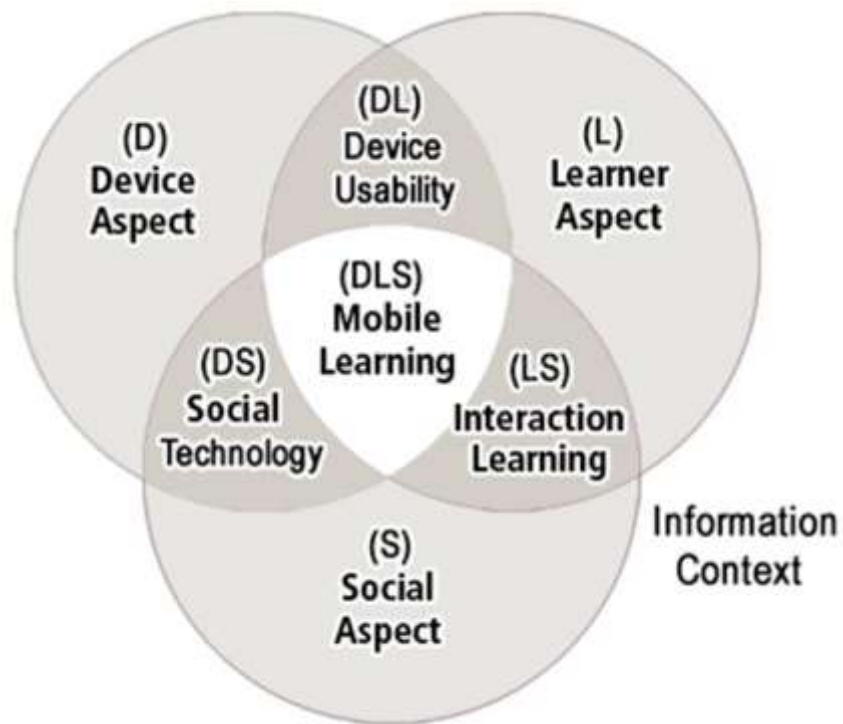 (D)
Device
Aspect
(DL)
Device
Usability
(L)
Learner
Aspect
(DLS)
Mobile
Learning
(DS)
Social
Technology
(LS)
Interaction
Learning
(S)
Social
Aspect
Information
Context